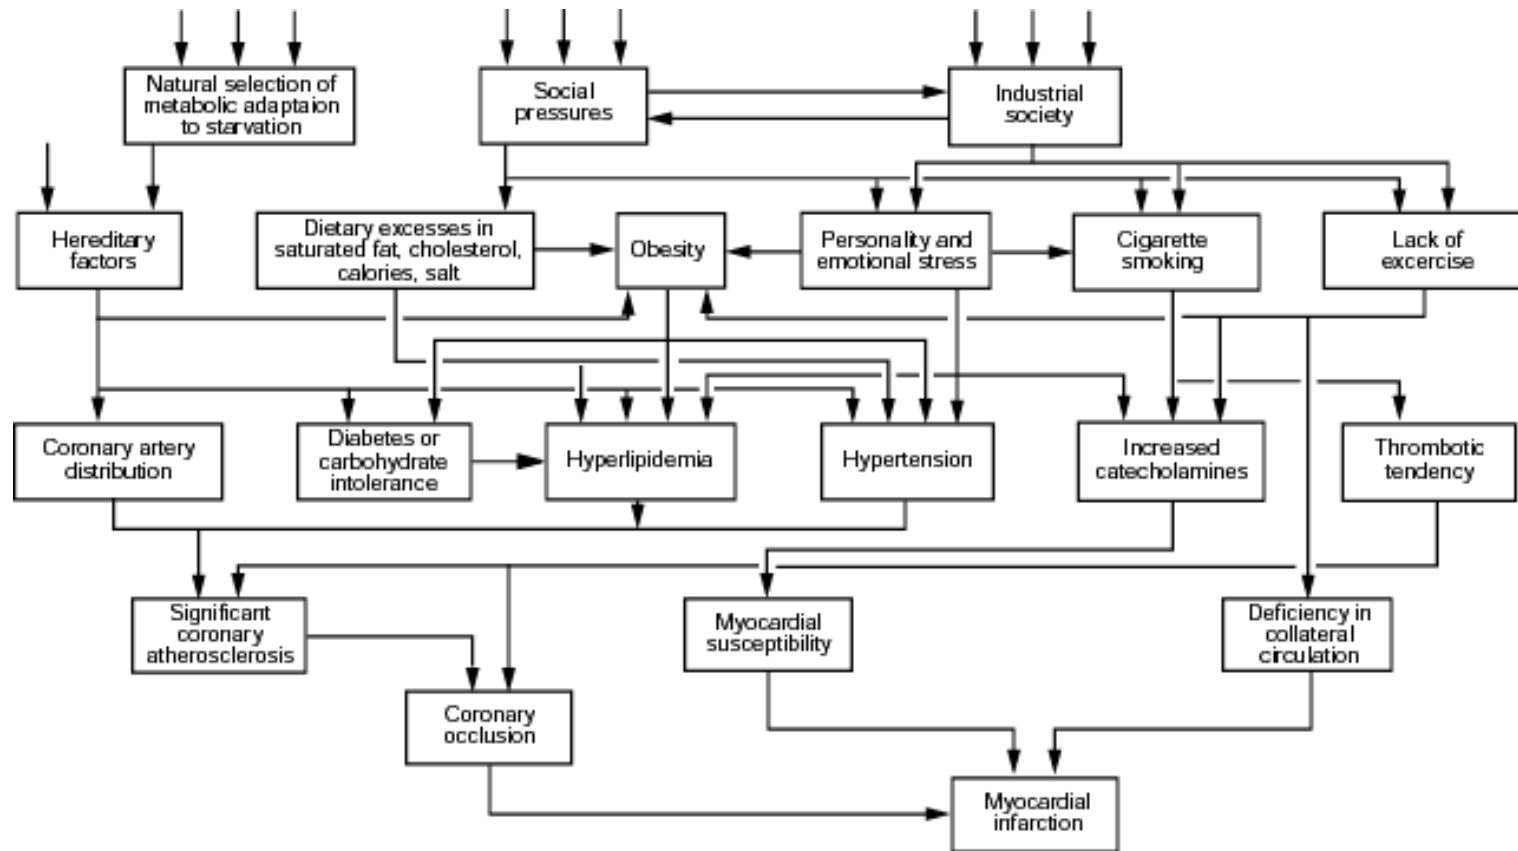 Natural selection of
metabolic adaptaion
to starvation
Social
pressures
Industrial
society
Hereditary
factors
Dietary excesses in
saturated fat, cholesterol,
calories, salt
Obesity
Personality and
emotional stress
Cigarette
smoking
Lack of
excercise
Coronary artery
distribution
Diabetes or
carbohydrate
intolerance
Hyperlipidemia
Hypertension
Increased
catecholamines
Thrombotic
tendency
Significant
coronary
atherosclerosis
Myocardial
susceptibility
Deficiency in
collateral
circulation
Coronary
occlusion
Myocardial
infarction